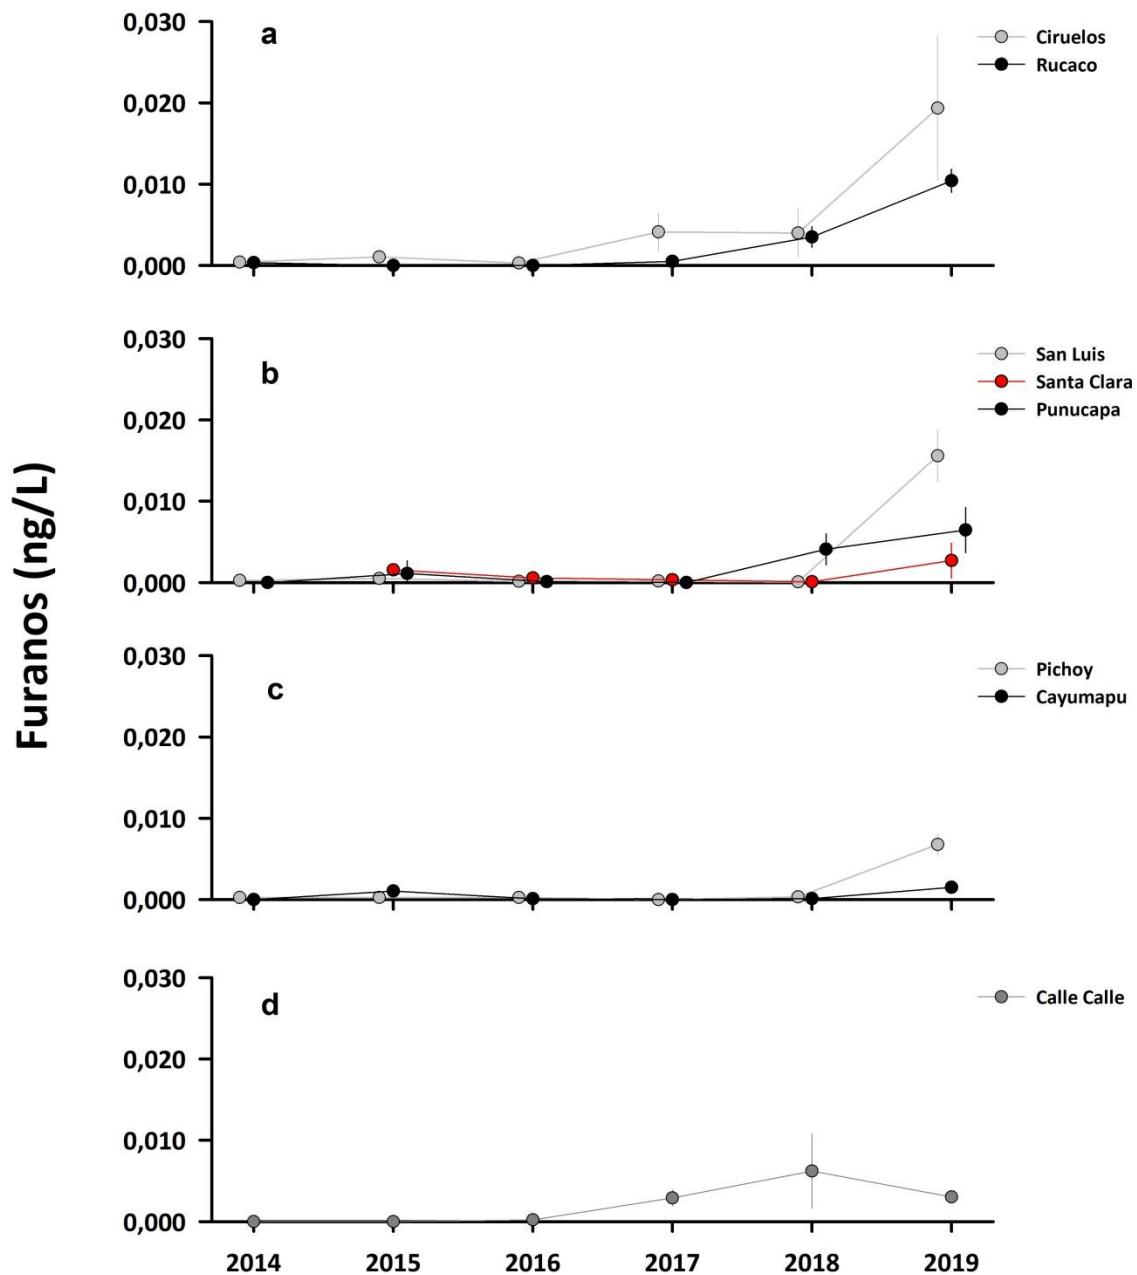 Furanos (ng/L)
a
0,030
0,020
0,010
0,000
Ciruelos
Rucaco
b
0,030
0,020
0,010
0,000
San Luis
Santa Clara
Punucapa
c
0,030
0,020
0,010
0,000
Pichoy
Cayumapu
d
0,030
0,020
0,010
0,000
Calle Calle
2014 2015 2016 2017 2018 2019